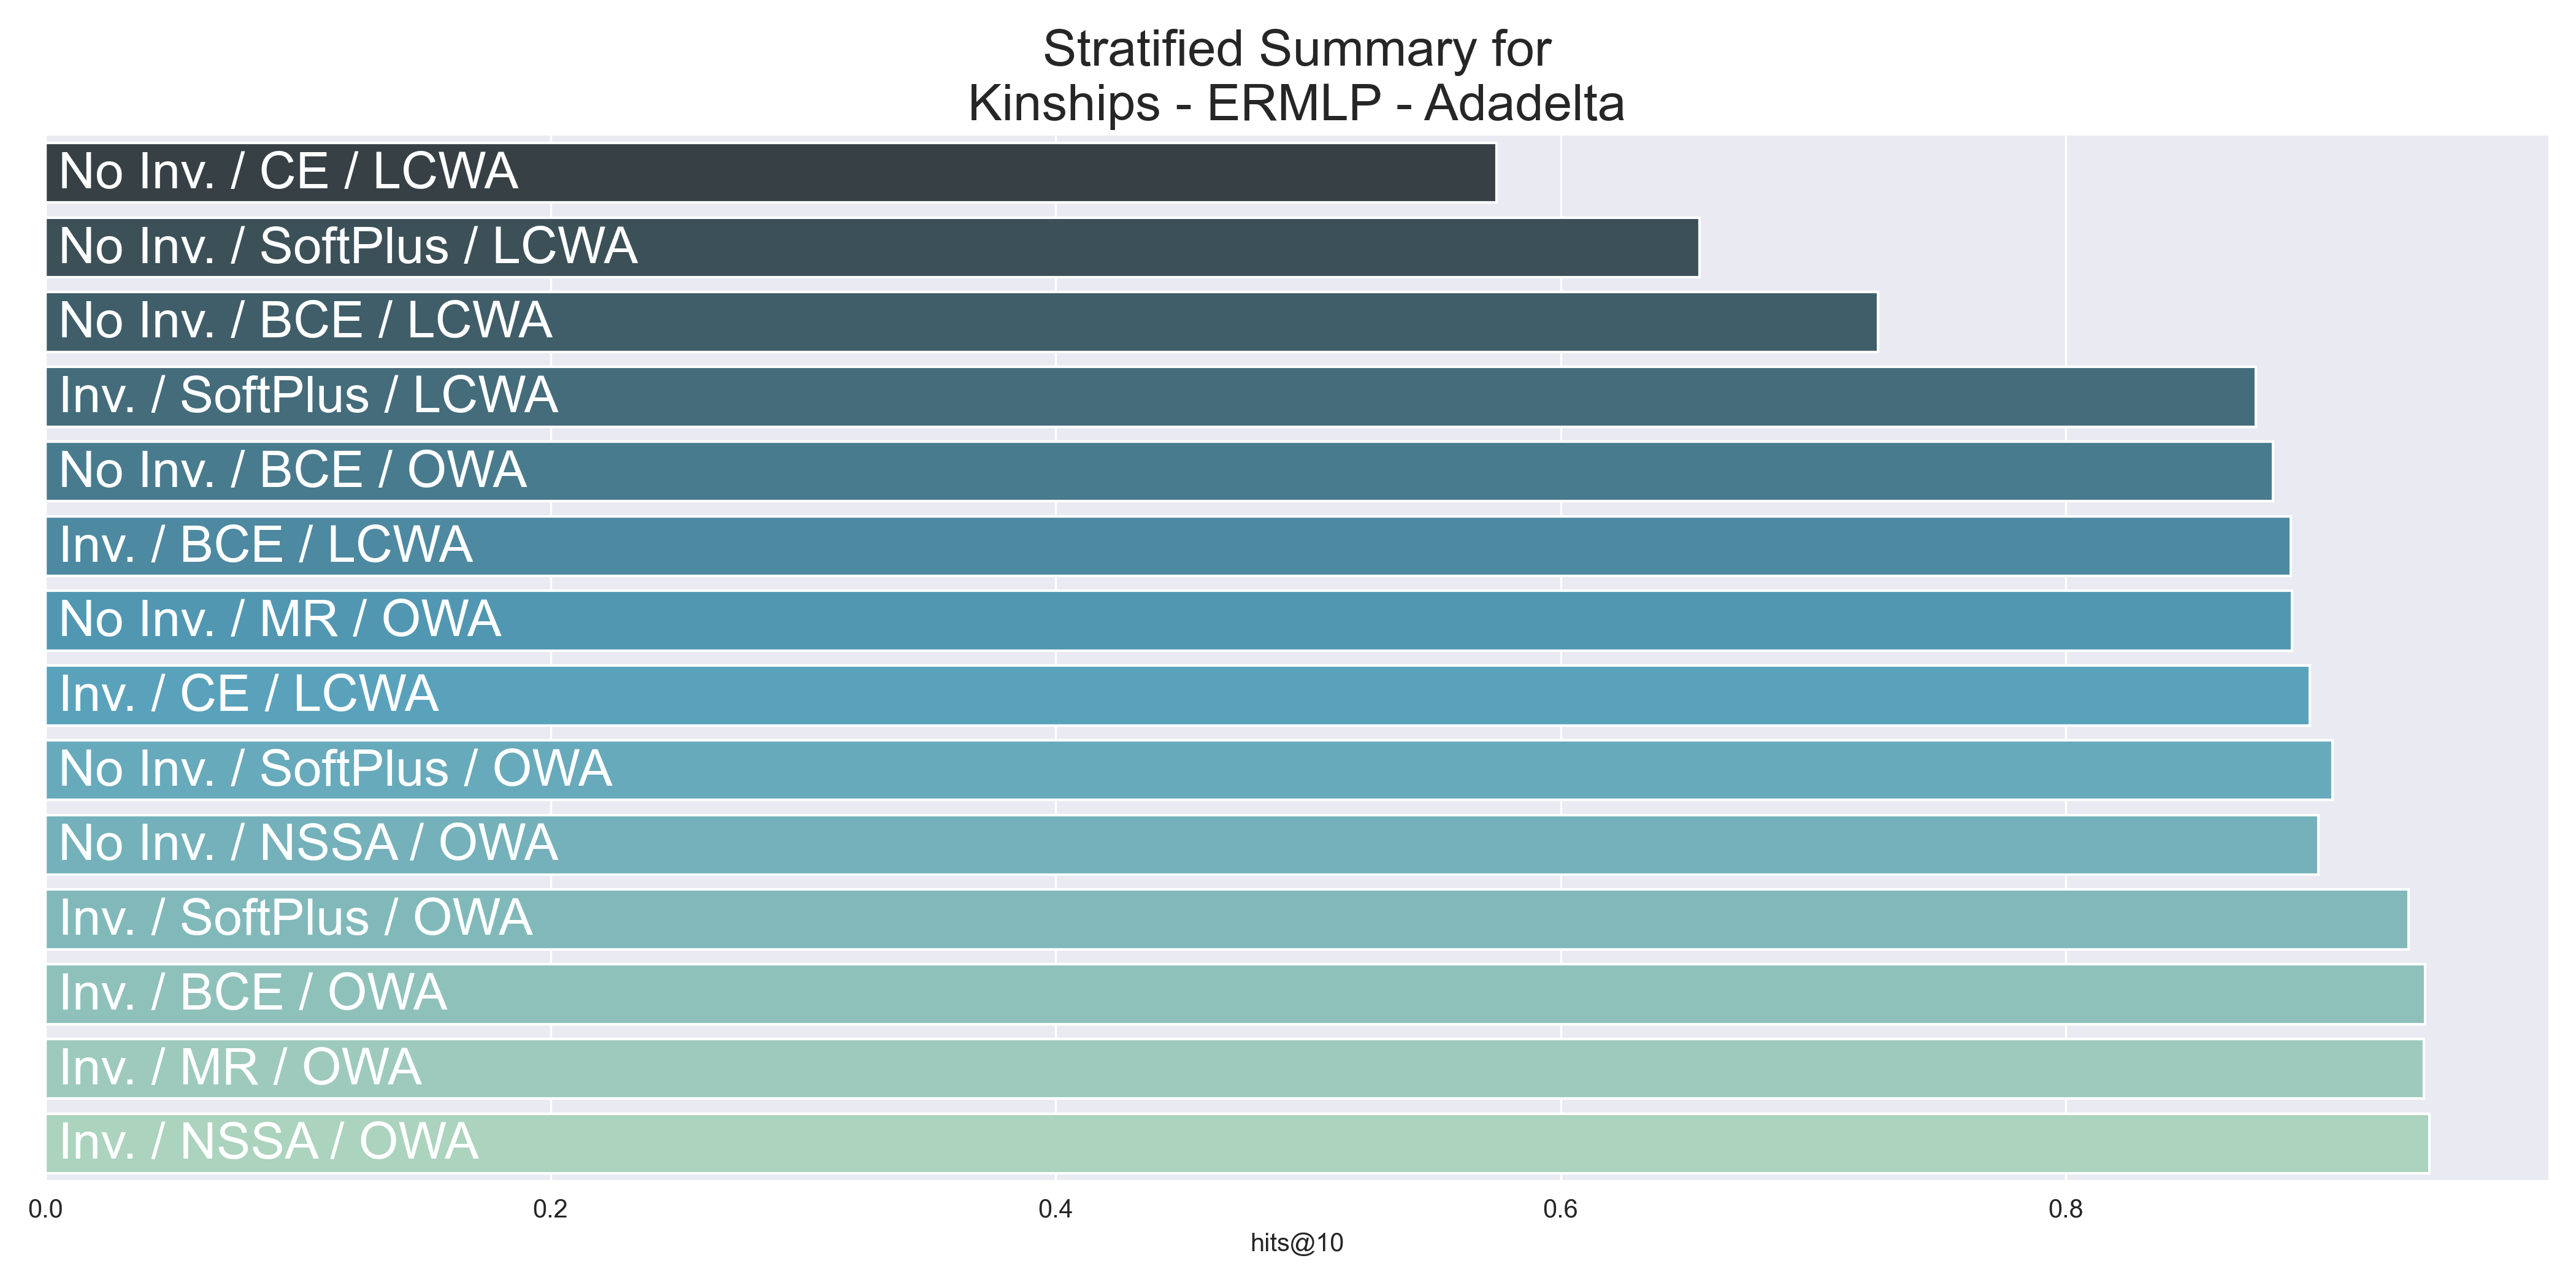 Stratified Summary for
Kinships - ERMLP - Adadelta
No Inv. / CE / LCWA
No Inv. / SoftPlus / LCWA
No Inv. / BCE / LCWA
Inv. / SoftPlus / LCWA
No Inv. / BCE / OWA
Inv. / BCE / LCWA
No Inv. / MR / OWA
Inv. / CE / LCWA
No Inv. / SoftPlus / OWA
No Inv. / NSSA / OWA
Inv. / SoftPlus / OWA
Inv. / BCE / OWA
Inv. / MR / OWA
Inv. / NSSA / OWA
0.0 0.2 0.4 0.6 0.8
hits@10